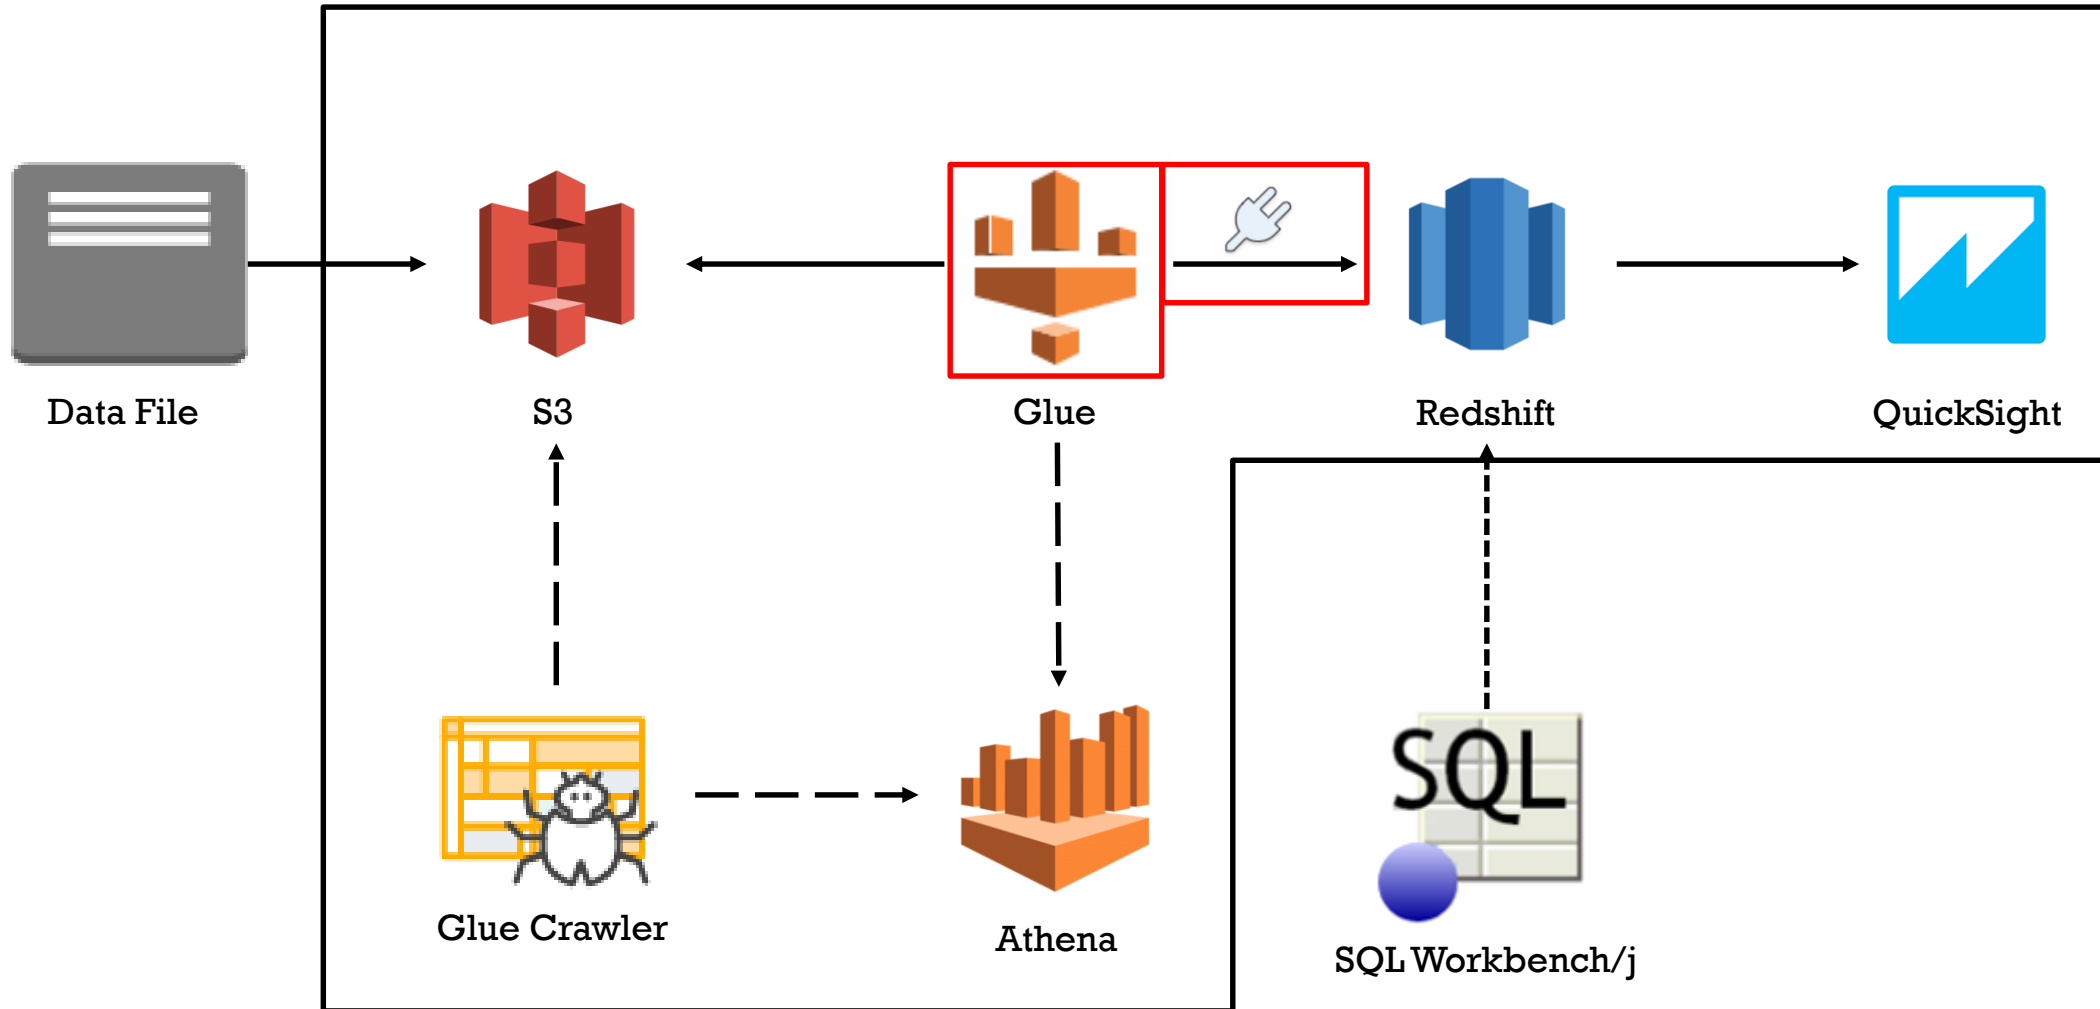 Data File
S3
Glue
Redshift
QuickSight
Glue Crawler
Athena
SQL
SQL Workbench/j